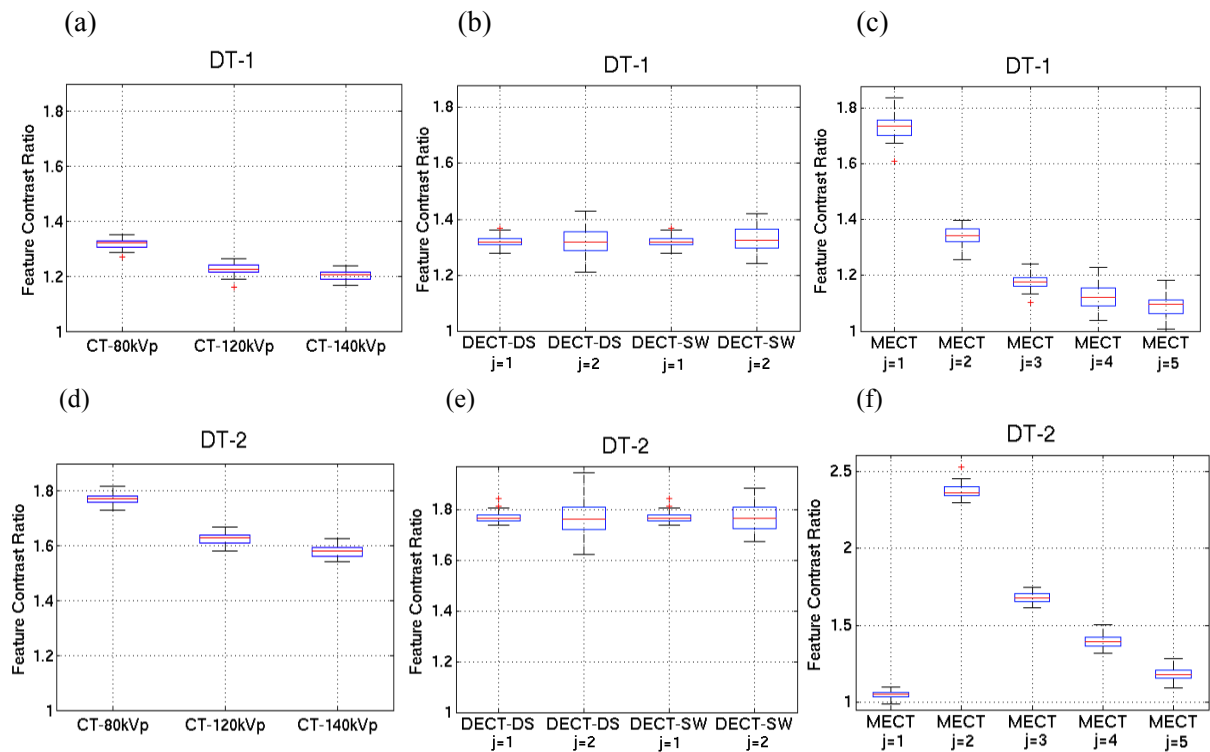 (a)
DT-1
Feature Contrast Ratio
1.8
1.6
1.4
1.2
1
CT-80kVp CT-120kVp CT-140kVp
(b)
DT-1
Feature Contrast Ratio
1.8
1.6
1.4
1.2
1
DECT-DS DECT-DS DECT-SW DECT-SW
j=1 j=2 j=1 j=2
(c)
DT-1
Feature Contrast Ratio
1.8
1.6
1.4
1.2
1
MECT MECT MECT MECT MECT
j=1 j=2 j=3 j=4 j=5
(d)
DT-2
Feature Contrast Ratio
1.8
1.6
1.4
1.2
1
CT-80kVp CT-120kVp CT-140kVp
(e)
DT-2
Feature Contrast Ratio
1.8
1.6
1.4
1.2
1
DECT-DS DECT-DS DECT-SW DECT-SW
j=1 j=2 j=1 j=2
(f)
DT-2
Feature Contrast Ratio
2.5
2
1.5
1
MECT MECT MECT MECT MECT
j=1 j=2 j=3 j=4 j=5